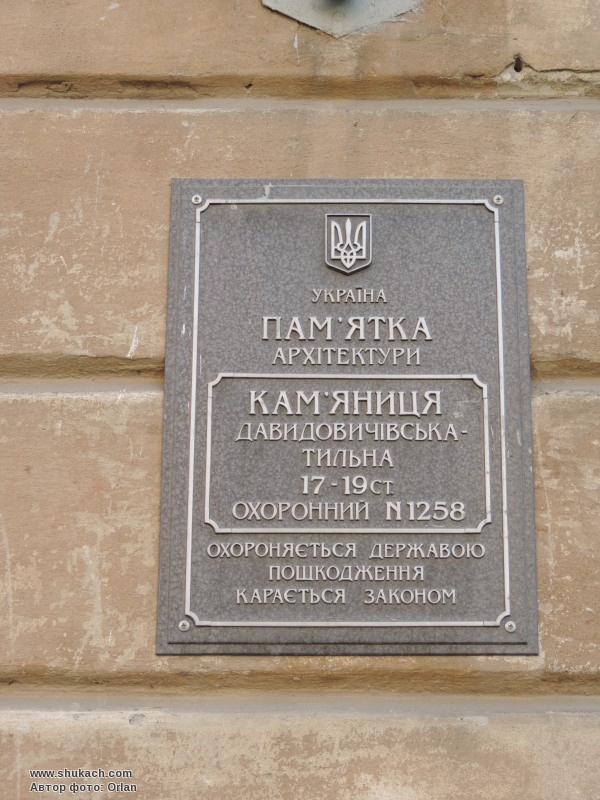 УКРАЇНА
ПАМ'ЯТКА
АРХІТЕКТУРИ
КАМ'ЯНИЦЯ
ДАВИДОВИЧІВСЬКА-
ТИЛЬНА
17-19 СТ.
ОХОРОННИЙ N 1258
ОХОРОНЯЄТЬСЯ ДЕРЖАВОЮ
ПОШКОДЖЕННЯ
КАРАЄТЬСЯ ЗАКОНОМ
www.shukach.com
Автор фото: Orlan